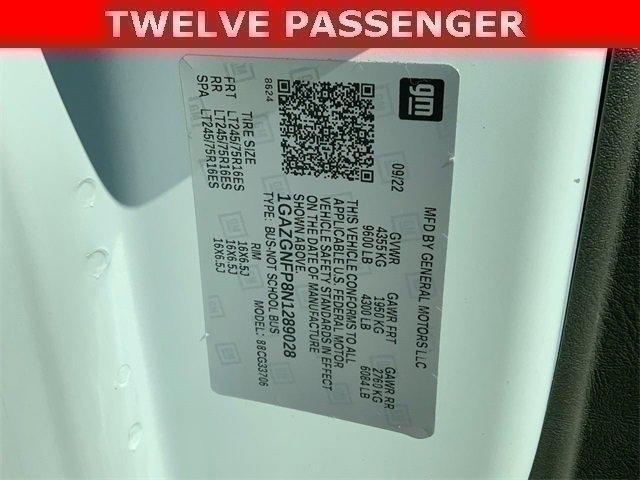 TWELVE PASSENGER
gm
MFD BY GENERAL MOTORS LLC
09/22
GVWR GAWR FRT GAWR RR
4355 KG 1950 KG 2760 KG
9600 LB 4300 LB 6084 LB
THIS VEHICLE CONFORMS TO ALL
APPLICABLE U.S. FEDERAL MOTOR
VEHICLE SAFETY STANDARDS IN EFFECT
ON THE DATE OF MANUFACTURE
SHOWN ABOVE.
1GAZGNFP8N1289028
TYPE: BUS-NOT SCHOOL BUS MODEL: 88CG33706
8624
TIRE SIZE RIM
FRT LT245/75R16ES 16X6.5J
RR LT245/75R16ES 16X6.5J
SPA LT245/75R16ES 16X6.5J